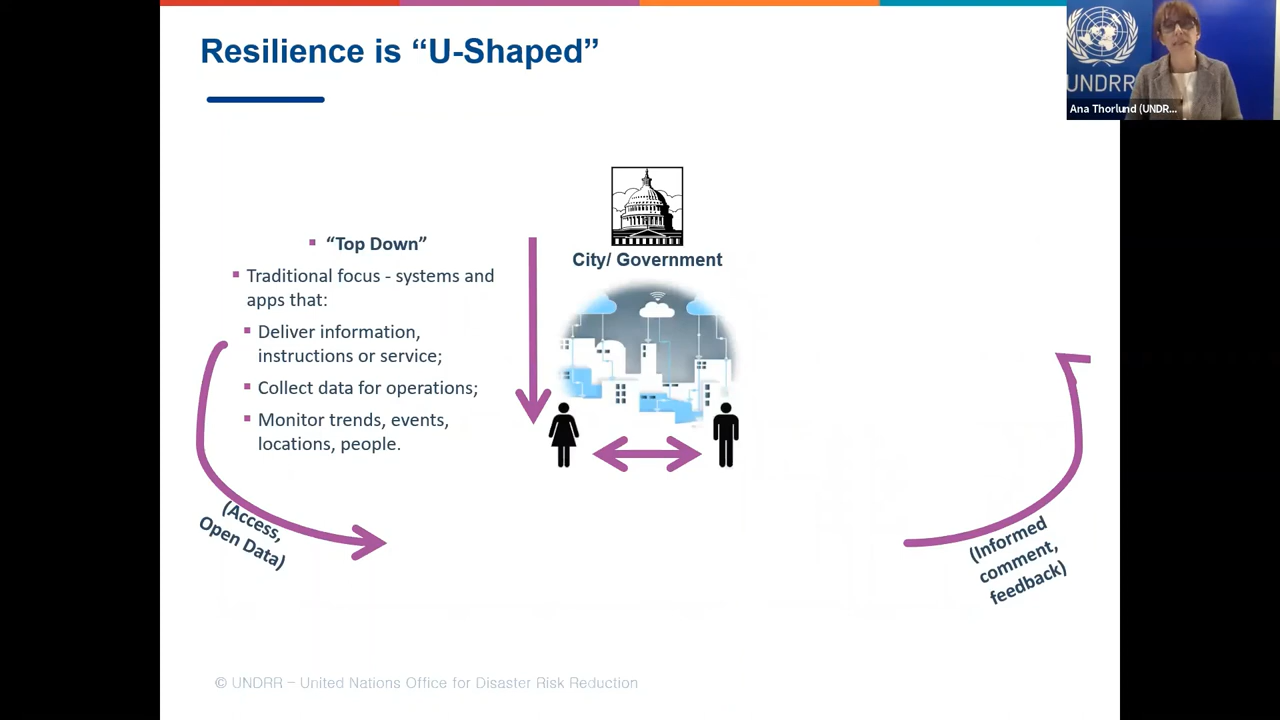 Resilience is “U-Shaped”
UNDRR
Ana Thorlund (UNDR...
“Top Down”
Traditional focus - systems and
apps that:
Deliver information,
instructions or service;
Collect data for operations;
Monitor trends, events,
locations, people.
City/ Government
(Access,
Open Data)
(Informed
comment,
feedback)
© UNDRR – United Nations Office for Disaster Risk Reduction